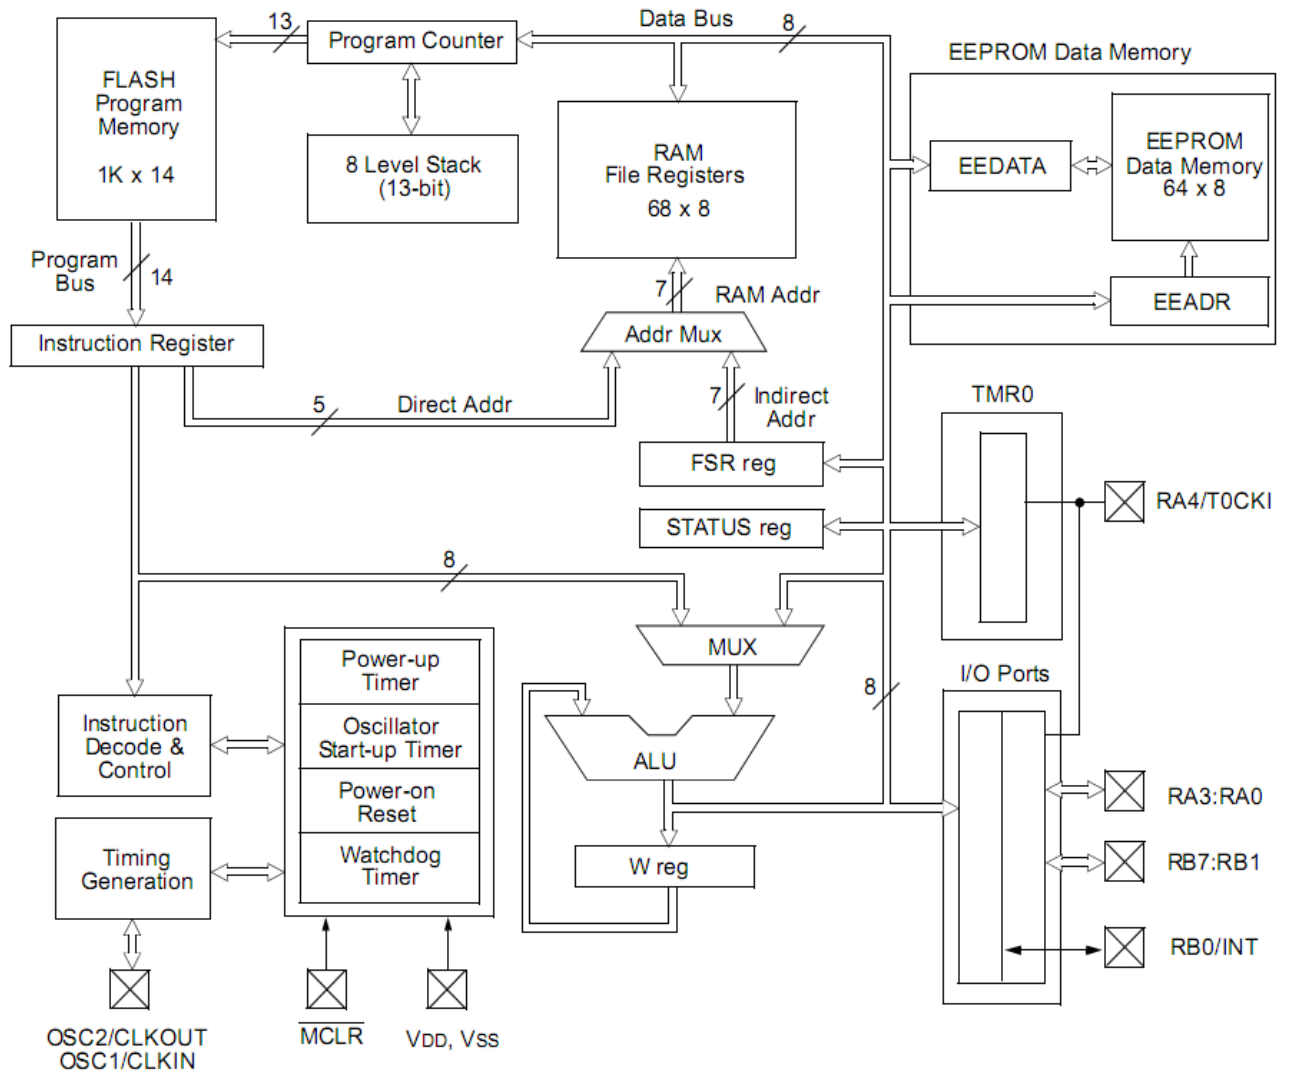 Data Bus
13
8
Program Counter
EEPROM Data Memory
FLASH
Program
Memory
1K x 14
8 Level Stack
(13-bit)
RAM
File Registers
68 x 8
EEDATA
EEPROM
Data Memory
64 x 8
Program
Bus
14
7
RAM Addr
EEADR
Instruction Register
Addr Mux
5
Direct Addr
7
Indirect
Addr
TMR0
FSR reg
STATUS reg
RA4/T0CKI
8
MUX
Power-up
Timer
I/O Ports
8
Instruction
Decode &
Control
Oscillator
Start-up Timer
ALU
Power-on
Reset
RA3:RA0
Timing
Generation
Watchdog
Timer
W reg
RB7:RB1
RB0/INT
OSC2/CLKOUT
OSC1/CLKIN
MCLR
VDD, VSS